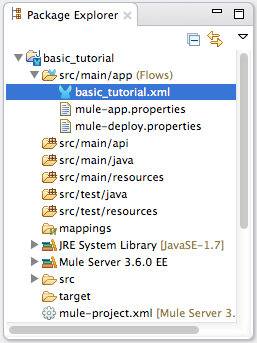 Package Explorer
basic_tutorial
src/main/app (Flows)
basic_tutorial.xml
mule-app.properties
mule-deploy.properties
src/main/api
src/main/java
src/main/resources
src/test/java
src/test/resources
mappings
JRE System Library [JavaSE-1.7]
Mule Server 3.6.0 EE
src
target
mule-project.xml [Mule Server 3.